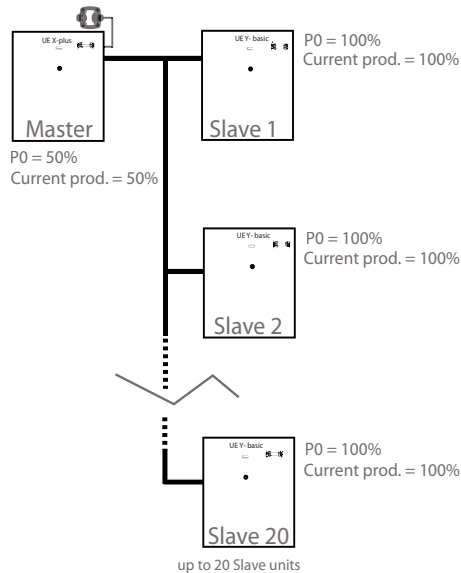 UE X-plus
Master
P0 = 50%
Current prod. = 50%
UE Y- basic
Slave 1
P0 = 100%
Current prod. = 100%
UE Y- basic
Slave 2
P0 = 100%
Current prod. = 100%
UE Y- basic
Slave 20
P0 = 100%
Current prod. = 100%
up to 20 Slave units